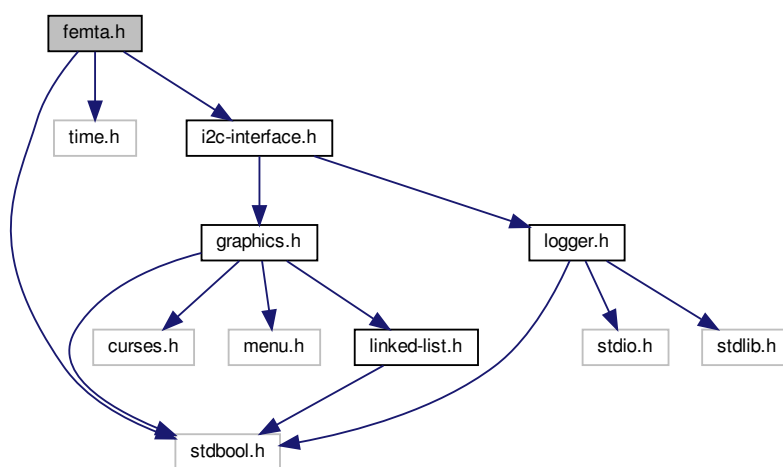 femta.h
time.h
i2c-interface.h
graphics.h
logger.h
curses.h
menu.h
linked-list.h
stdio.h
stdlib.h
stdbool.h